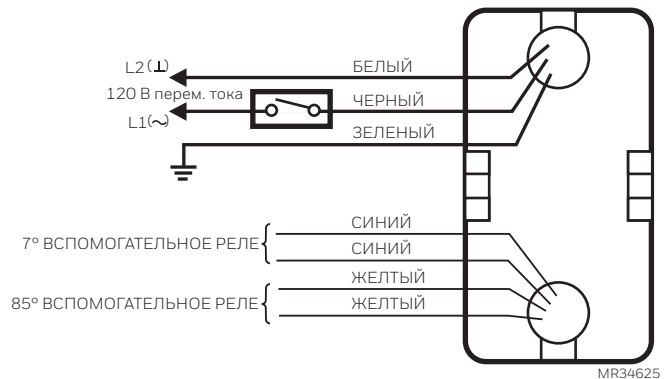 L2(⊥)
БЕЛЫЙ
120 В перем. тока
ЧЕРНЫЙ
L1(~)
ЗЕЛЕНЫЙ
СИНИЙ
7° ВСПОМОГАТЕЛЬНОЕ РЕЛЕ
СИНИЙ
ЖЕЛТЫЙ
85° ВСПОМОГАТЕЛЬНОЕ РЕЛЕ
ЖЕЛТЫЙ
MR34625